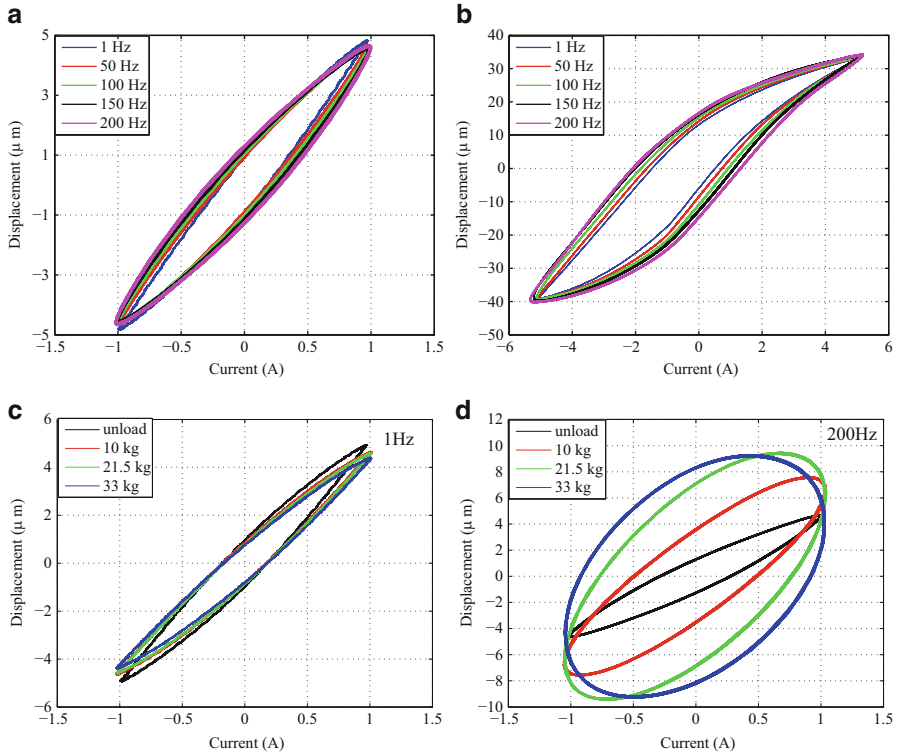 a
1 Hz
50 Hz
100 Hz
150 Hz
200 Hz
Displacement (μ m)
5
3
1
−1
−3
−5
−1.5 −1 −0.5 0 0.5 1 1.5
Current (A)
b
1 Hz
50 Hz
100 Hz
150 Hz
200 Hz
Displacement (μ m)
40
30
20
10
0
−10
−20
−30
−40
−50
−6 −4 −2 0 2 4 6
Current (A)
c
unload
10 kg
21.5 kg
33 kg
1Hz
Displacement (μ m)
6
4
2
0
−2
−4
−6
−1.5 −1 −0.5 0 0.5 1 1.5
Current (A)
d
unload
10 kg
21.5 kg
33 kg
200Hz
Displacement (μ m)
12
10
8
6
4
2
0
−2
−4
−6
−8
−10
−1.5 −1 −0.5 0 0.5 1 1.5
Current (A)